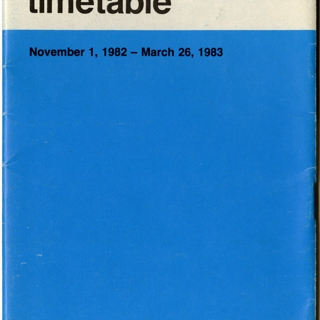 timetable
November 1, 1982 – March 26, 1983